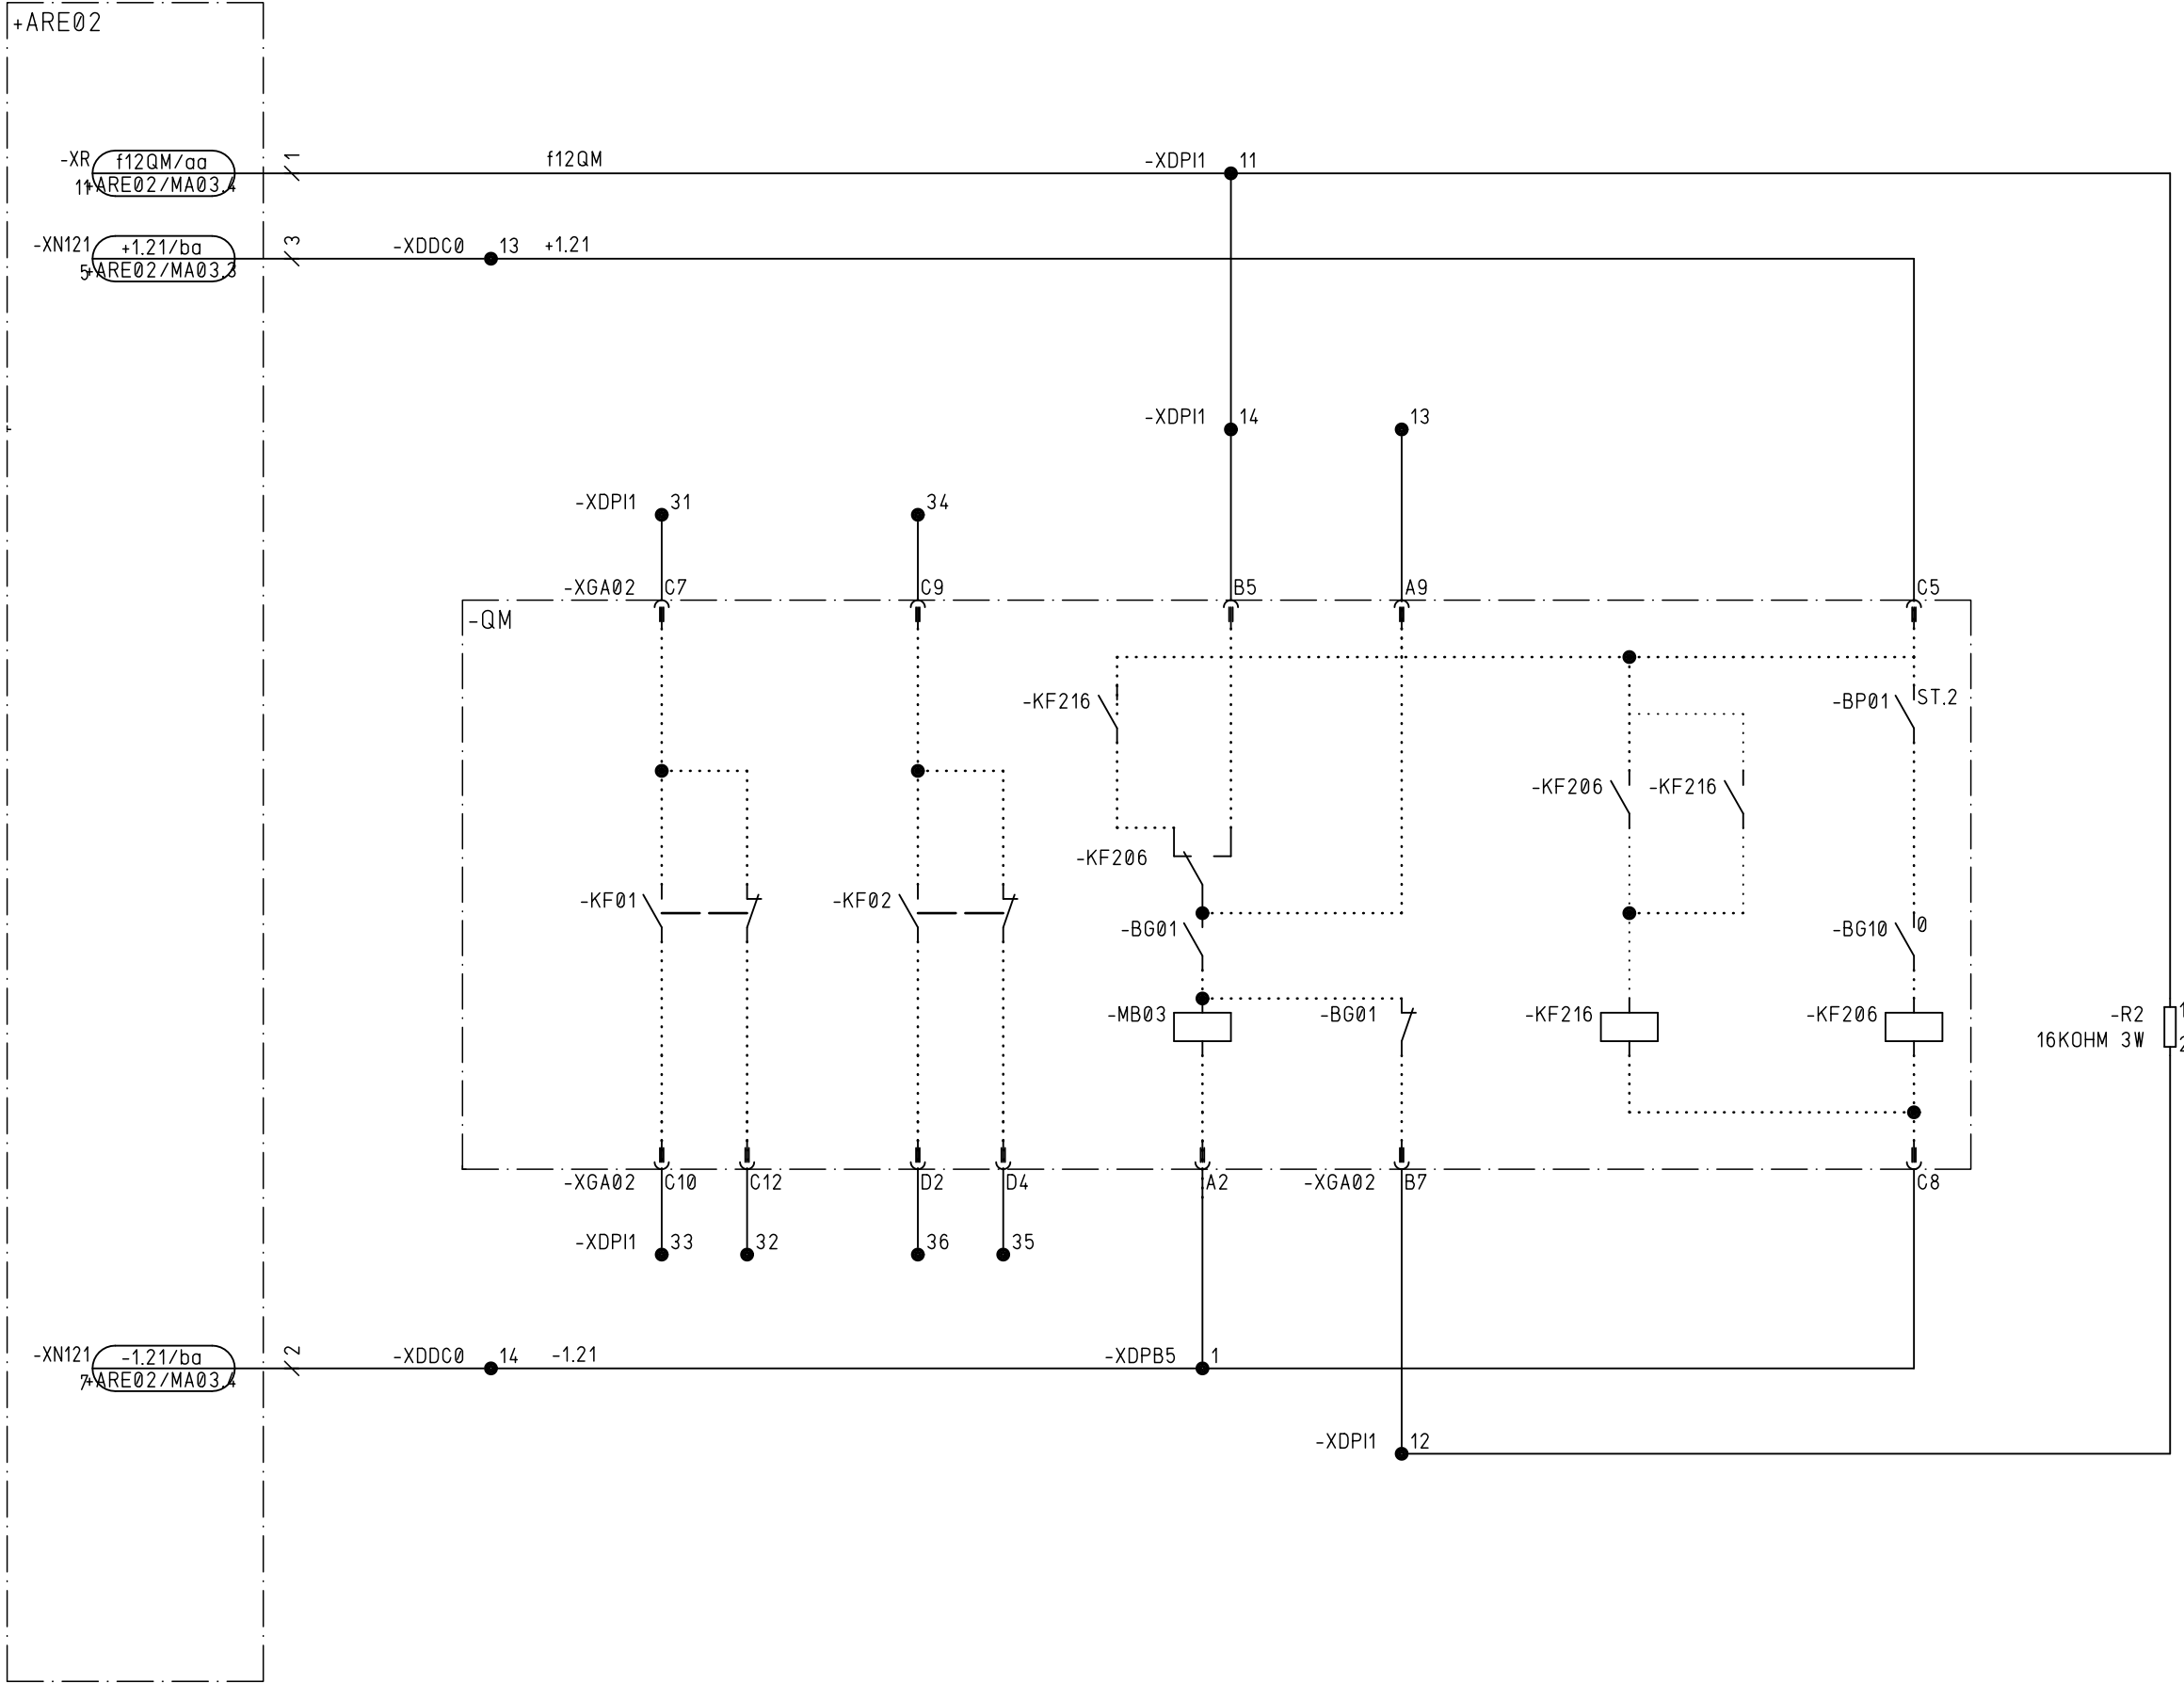 +ARE02
-XR f12QM/aa 1 f12QM -XDPI1 11
11 +ARE02/MA03.4
-XN121 +1.21/ba 3 -XDDC0 13 +1.21
5 +ARE02/MA03.3
-XDPI1 14 13
-XDPI1 31 34
-XGA02 C7 C9 B5 A9 C5
-QM
-KF216 -BP01 ST.2
-KF206 -KF216
-KF206
-KF01 -KF02
-BG01 -BG10 0
-MB03 -BG01 -KF216 -KF206 -R2 1
16KOHM 3W 2
-XGA02 C10 C12 D2 D4 A2 -XGA02 B7 C8
-XDPI1 33 32 36 35
-XN121 -1.21/ba 2 -XDDC0 14 -1.21 -XDPB5 1
7 +ARE02/MA03.4
-XDPI1 12